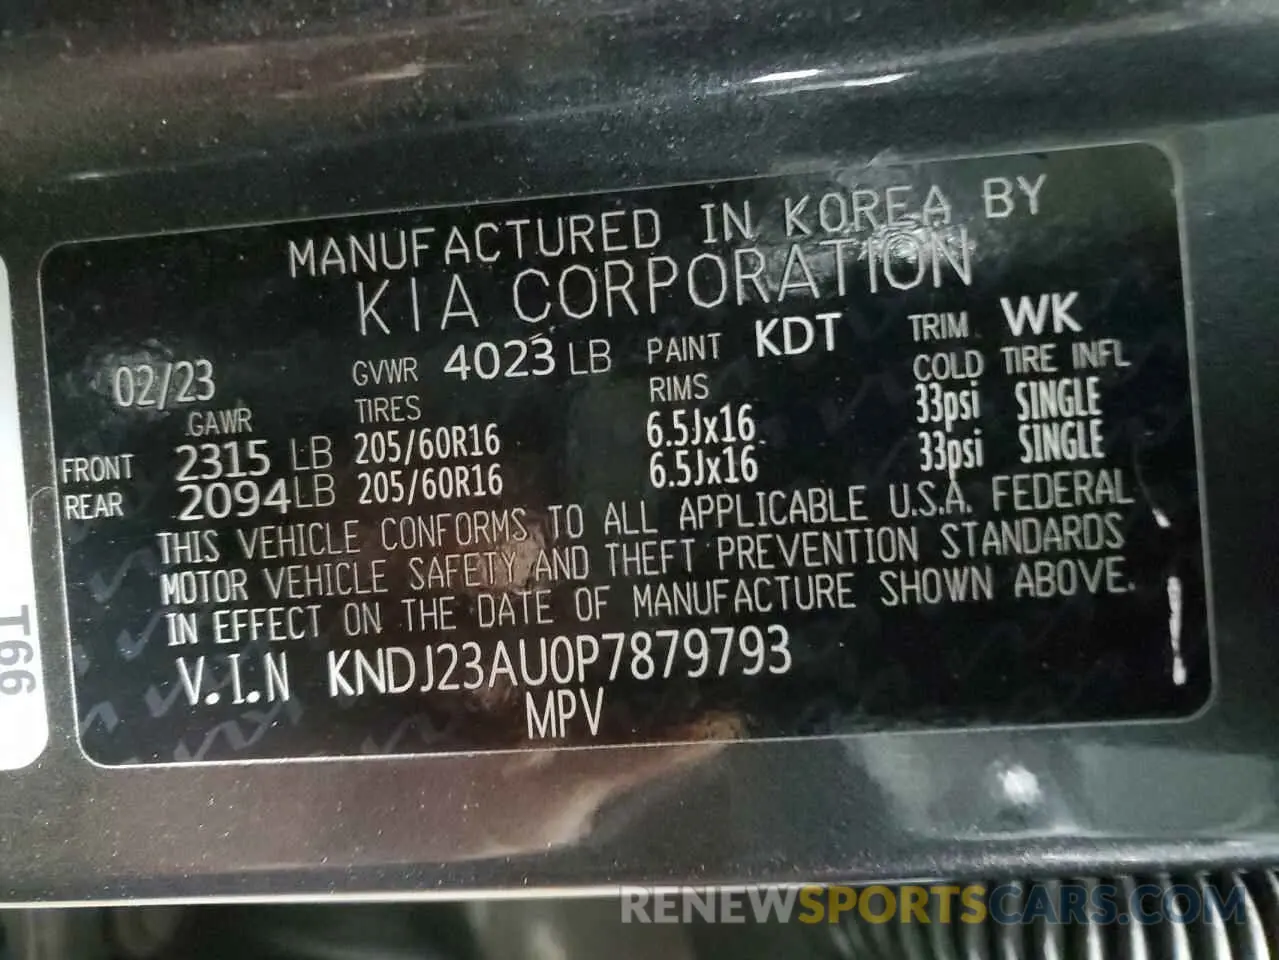 MANUFACTURED IN KOREA BY
KIA CORPORATION
02/23 GVWR 4023 LB PAINT KDT TRIM WK
GAWR TIRES RIMS COLD TIRE INFL
FRONT 2315 LB 205/60R16 6.5Jx16 33psi SINGLE
REAR 2094LB 205/60R16 6.5Jx16 33psi SINGLE
THIS VEHICLE CONFORMS TO ALL APPLICABLE U.S.A. FEDERAL
MOTOR VEHICLE SAFETY AND THEFT PREVENTION STANDARDS
IN EFFECT ON THE DATE OF MANUFACTURE SHOWN ABOVE.
V.I.N KNDJ23AU0P7879793
MPV
RENEWSPORTSCARS.COM